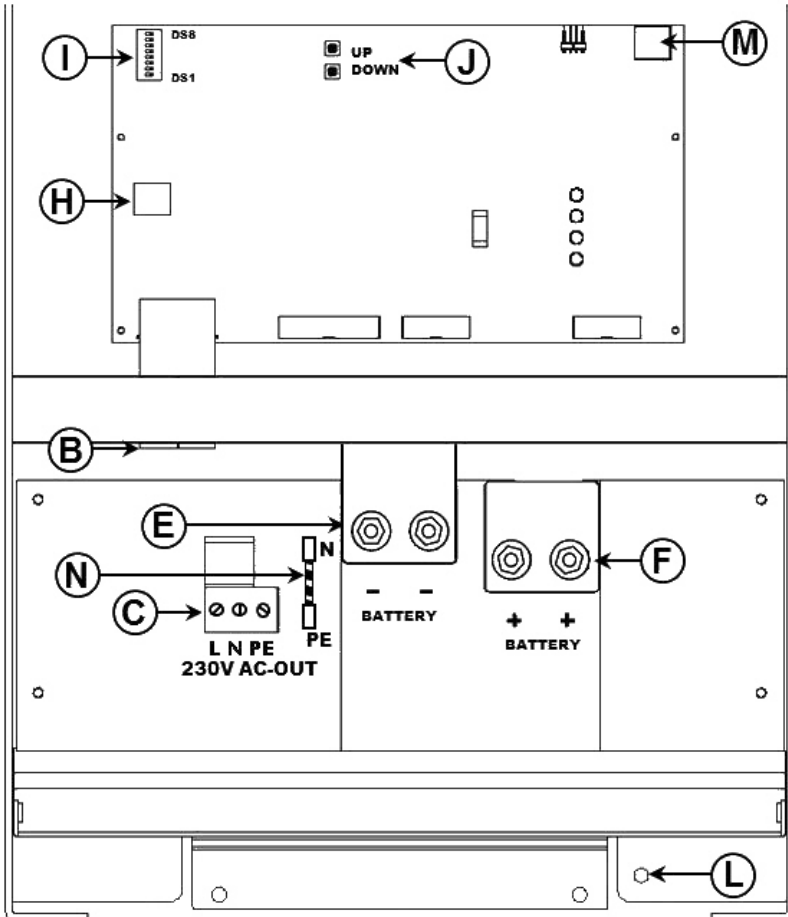 DS8
I
DS1
UP
DOWN
J
M
H
B
E
N
N
C
PE
L N PE
230V AC-OUT
- -
BATTERY
F
+ +
BATTERY
L